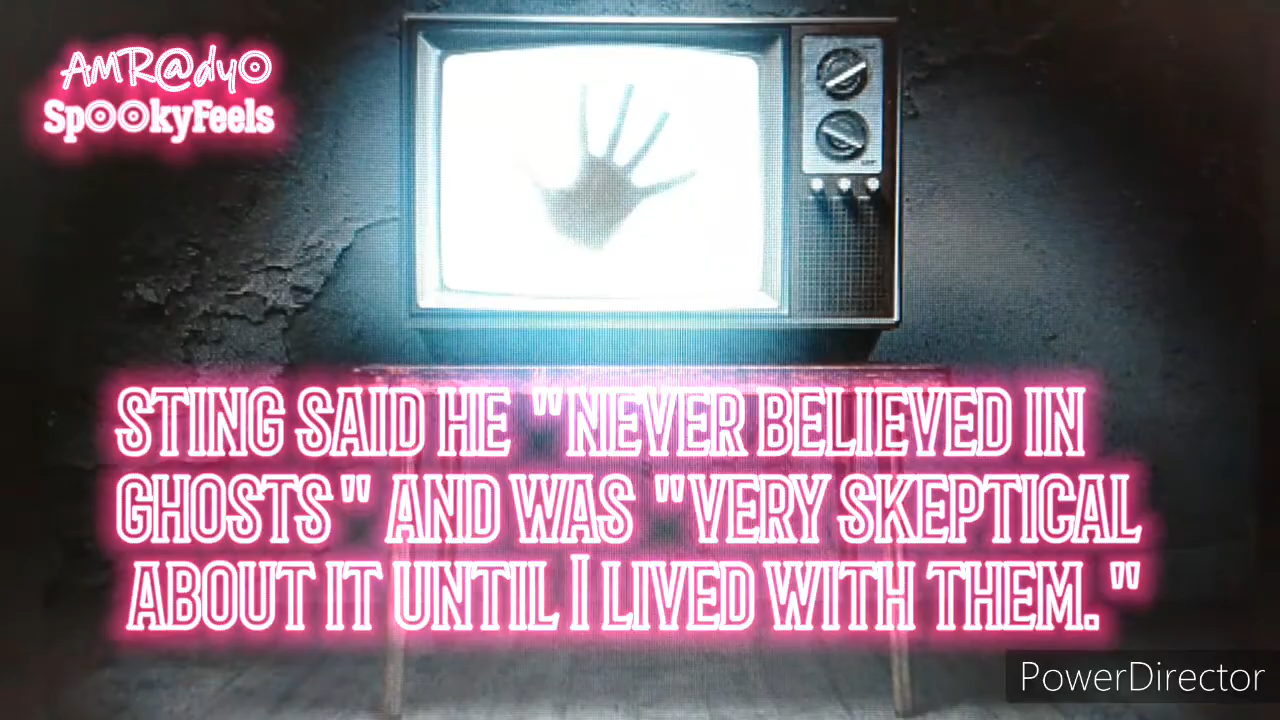 AMR@dyO
SpOOkyFeels
STING SAID HE "NEVER BELIEVED IN
GHOSTS" AND WAS "VERY SKEPTICAL
ABOUT IT UNTIL I LIVED WITH THEM."
PowerDirector